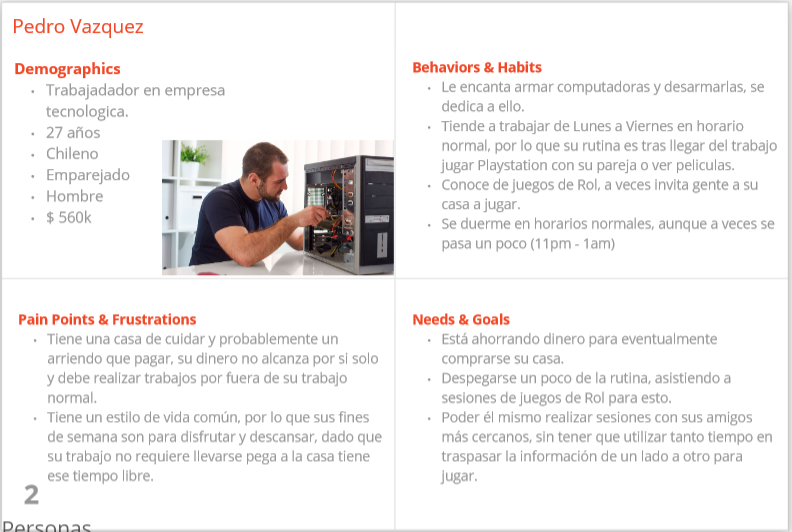 Pedro Vazquez
Demographics
· Trabajadador en empresa
tecnologica.
· 27 años
· Chileno
· Emparejado
· Hombre
· $ 560k
Behaviors & Habits
· Le encanta armar computadoras y desarmarlas, se
dedica a ello.
· Tiende a trabajar de Lunes a Viernes en horario
normal, por lo que su rutina es tras llegar del trabajo
jugar Playstation con su pareja o ver peliculas.
· Conoce de juegos de Rol, a veces invita gente a su
casa a jugar.
· Se duerme en horarios normales, aunque a veces se
pasa un poco (11pm - 1am)
Pain Points & Frustrations
· Tiene una casa de cuidar y probablemente un
arriendo que pagar, su dinero no alcanza por si solo
y debe realizar trabajos por fuera de su trabajo
normal.
· Tiene un estilo de vida común, por lo que sus fines
de semana son para disfrutar y descansar, dado que
su trabajo no requiere llevarse pega a la casa tiene
ese tiempo libre.
Needs & Goals
· Está ahorrando dinero para eventualmente
comprarse su casa.
· Despegarse un poco de la rutina, asistiendo a
sesiones de juegos de Rol para esto.
· Poder él mismo realizar sesiones con sus amigos
más cercanos, sin tener que utilizar tanto tiempo en
traspasar la información de un lado a otro para
jugar.
2
Personas